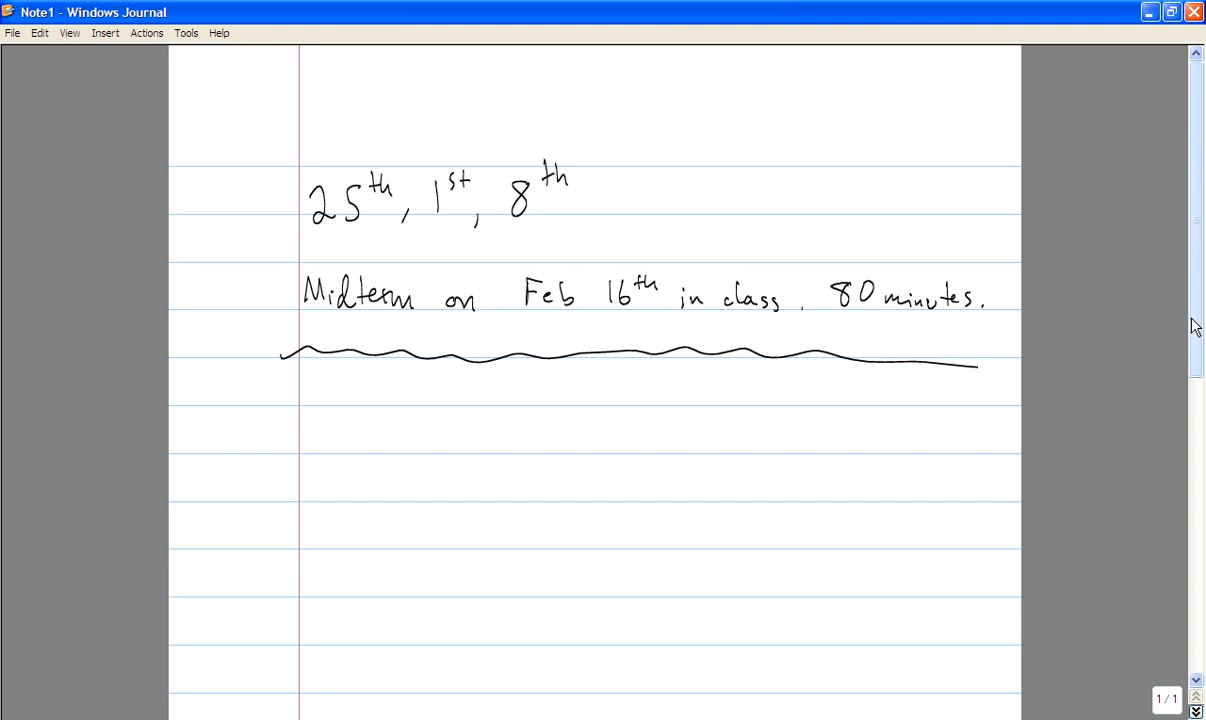 Note1 - Windows Journal
File Edit View Insert Actions Tools Help
25th, 1st, 8th
Midterm on Feb 16th in class. 80 minutes.
1/1